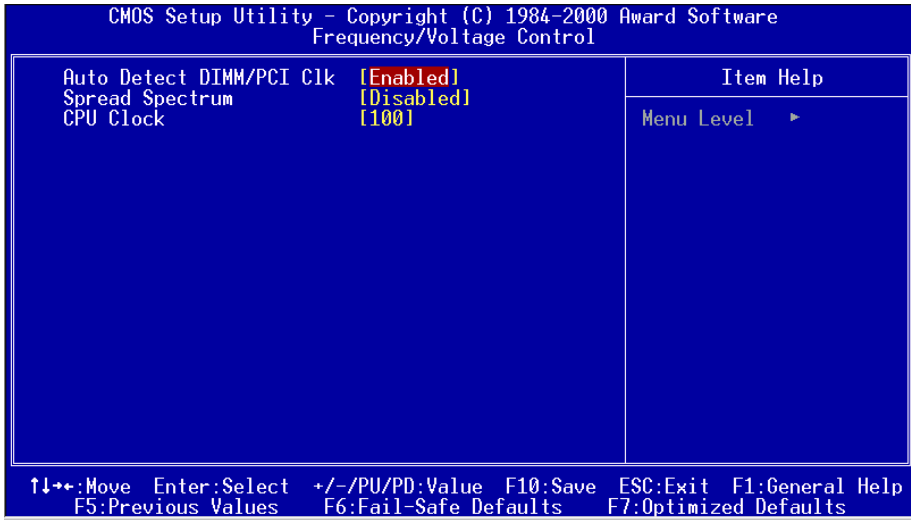 CMOS Setup Utility – Copyright (C) 1984-2000 Award Software
Frequency/Voltage Control
Auto Detect DIMM/PCI Clk [Enabled]
Spread Spectrum [Disabled]
CPU Clock [100]
Item Help
Menu Level ▶
↑↓→←:Move Enter:Select +/-/PU/PD:Value F10:Save ESC:Exit F1:General Help
F5:Previous Values F6:Fail-Safe Defaults F7:Optimized Defaults